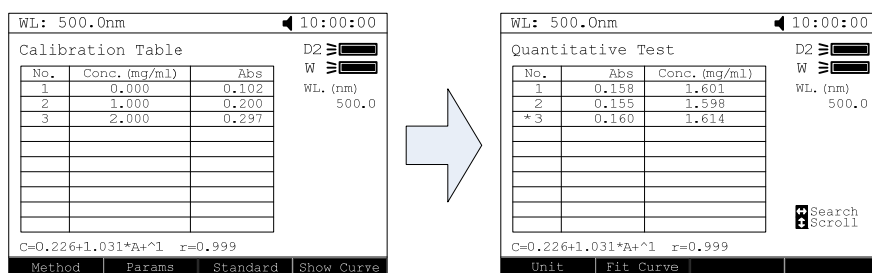 WL: 500.0nm 10:00:00
Calibration Table D2
W
No. Conc.(mg/ml) Abs
1 0.000 0.102
2 1.000 0.200
3 2.000 0.297
WL.(nm)
500.0
C=0.226+1.031*A+^1 r=0.999
Method Params Standard Show Curve
WL: 500.0nm 10:00:00
Quantitative Test D2
W
No. Abs Conc.(mg/ml)
1 0.158 1.601
2 0.155 1.598
*3 0.160 1.614
WL.(nm)
500.0
Search
Scroll
C=0.226+1.031*A+^1 r=0.999
Unit Fit Curve